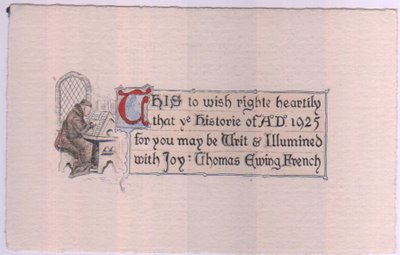 THIS to wish righte heartily
that ye Historie of A.D. 1925
for you may be Writ & Illumined
with Joy: Thomas Ewing French